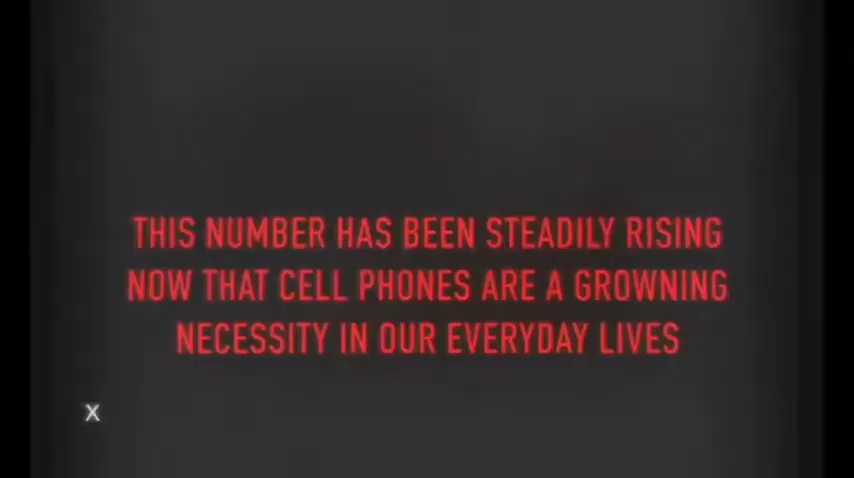 THIS NUMBER HAS BEEN STEADILY RISING
NOW THAT CELL PHONES ARE A GROWNING
NECESSITY IN OUR EVERYDAY LIVES
X